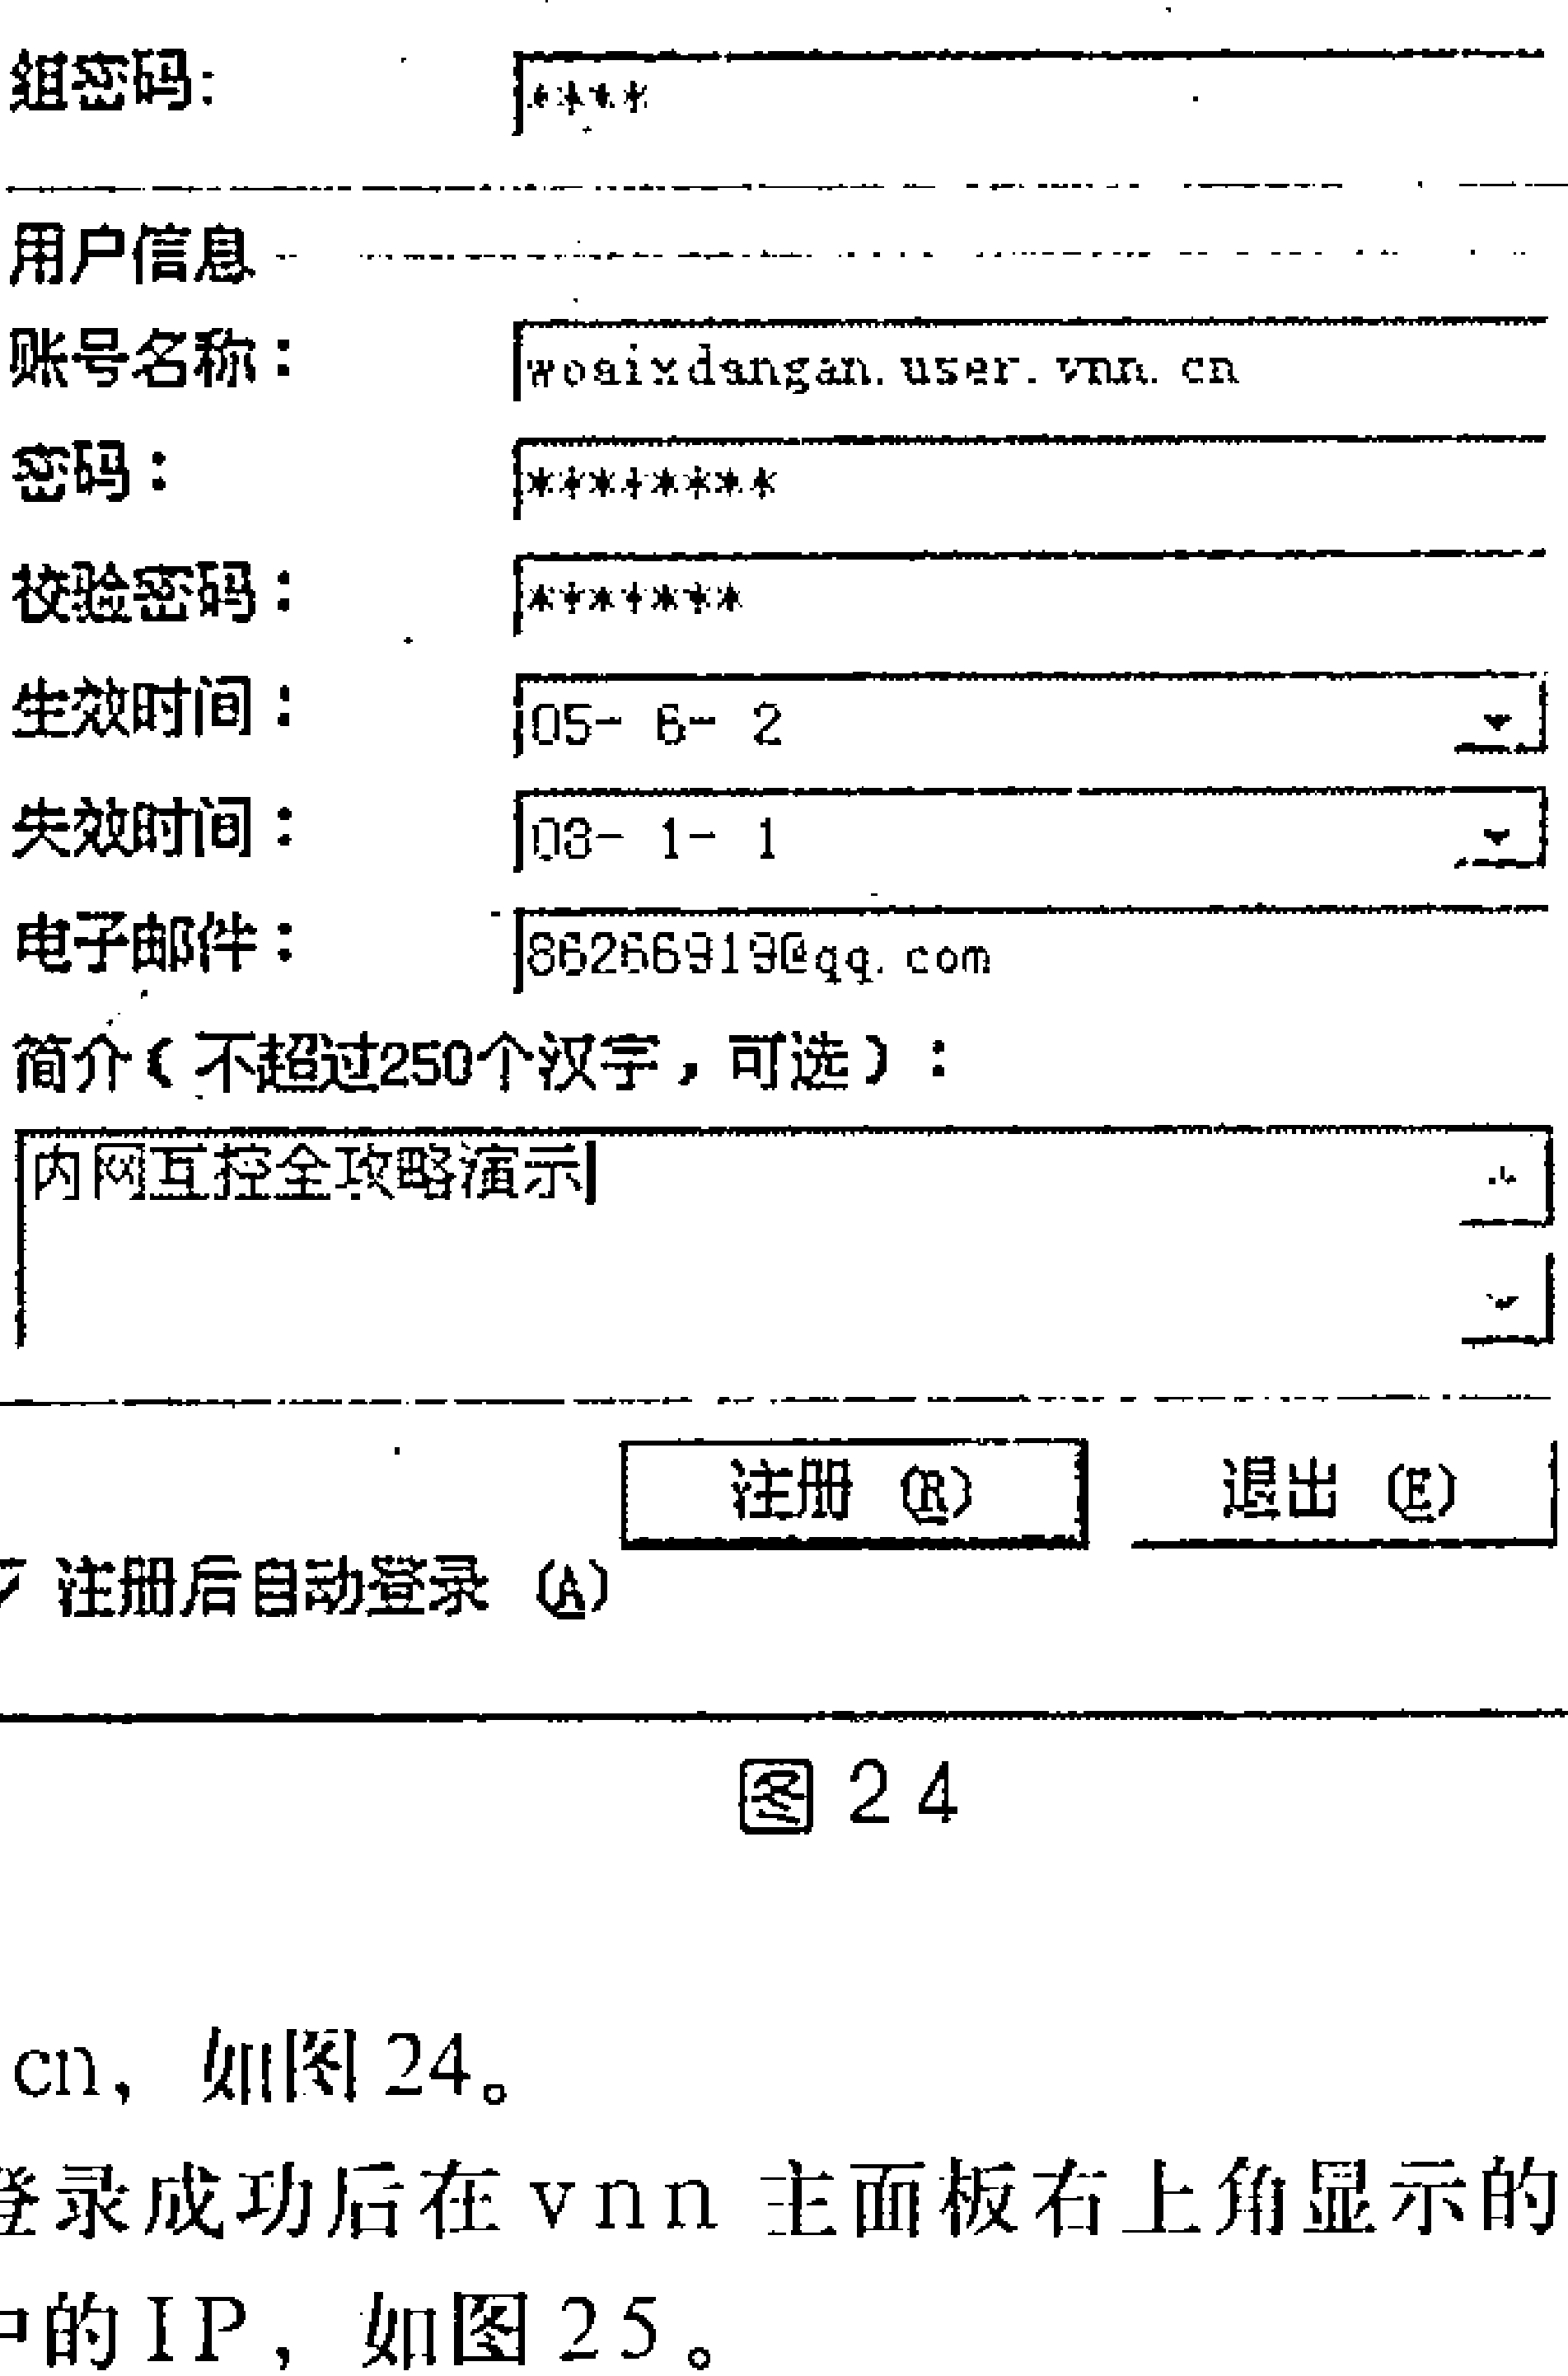 组密码: ****
用户信息
账号名称： woaixdangan.user.vnn.cn
密码： ********
校验密码： *******
生效时间： 05- 6- 2
失效时间： 03- 1- 1
电子邮件： 86266919@qq.com
简介（不超过250个汉字，可选）：
内网互控全攻略演示
注册 (R) 退出 (E)
注册后自动登录 (A)
图24
cn，如图24。
登录成功后在vnn主面板右上角显示的
中的IP，如图25。